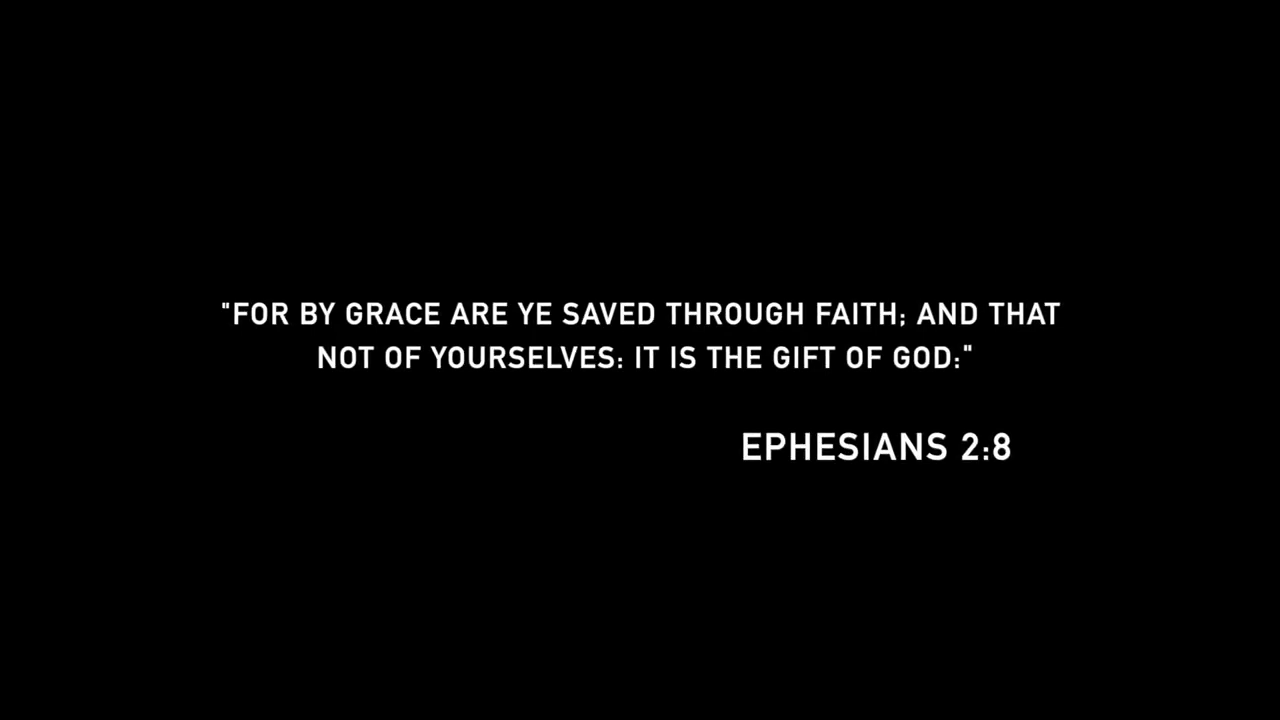 "FOR BY GRACE ARE YE SAVED THROUGH FAITH; AND THAT
NOT OF YOURSELVES: IT IS THE GIFT OF GOD:"
EPHESIANS 2:8